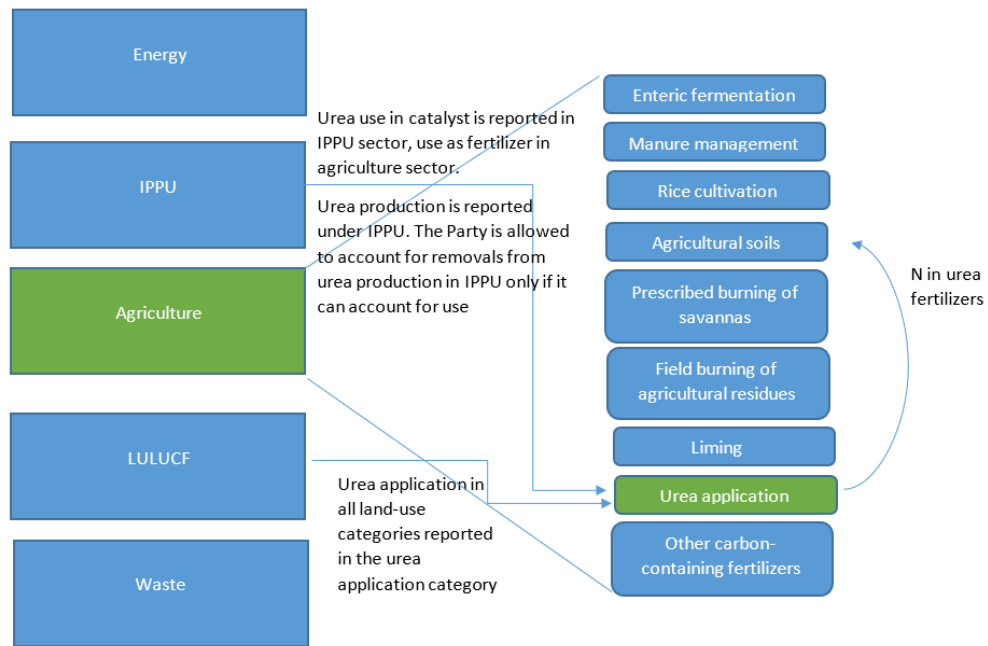 Energy
IPPU
Agriculture
LULUCF
Waste
Urea use in catalyst is reported in
IPPU sector, use as fertilizer in
agriculture sector.
Urea production is reported
under IPPU. The Party is allowed
to account for removals from
urea production in IPPU only if it
can account for use
Urea application in
all land-use
categories reported
in the urea
application category
Enteric fermentation
Manure management
Rice cultivation
Agricultural soils
Prescribed burning of
savannas
Field burning of
agricultural residues
Liming
Urea application
Other carbon-
containing fertilizers
N in urea
fertilizers